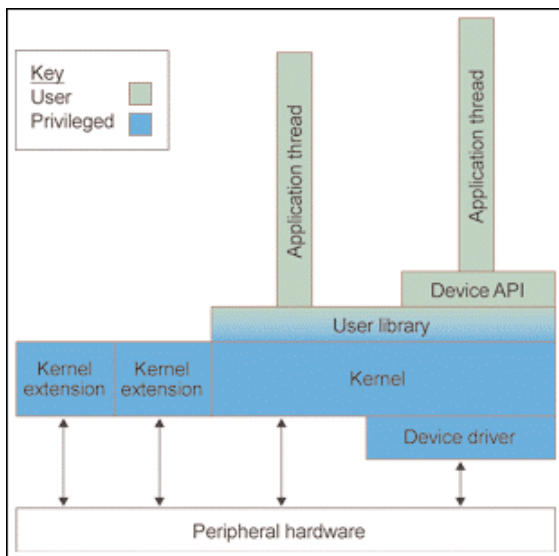 Key
User
Privileged
Application thread
Application thread
Device API
User library
Kernel
extension
Kernel
extension
Kernel
Device driver
Peripheral hardware